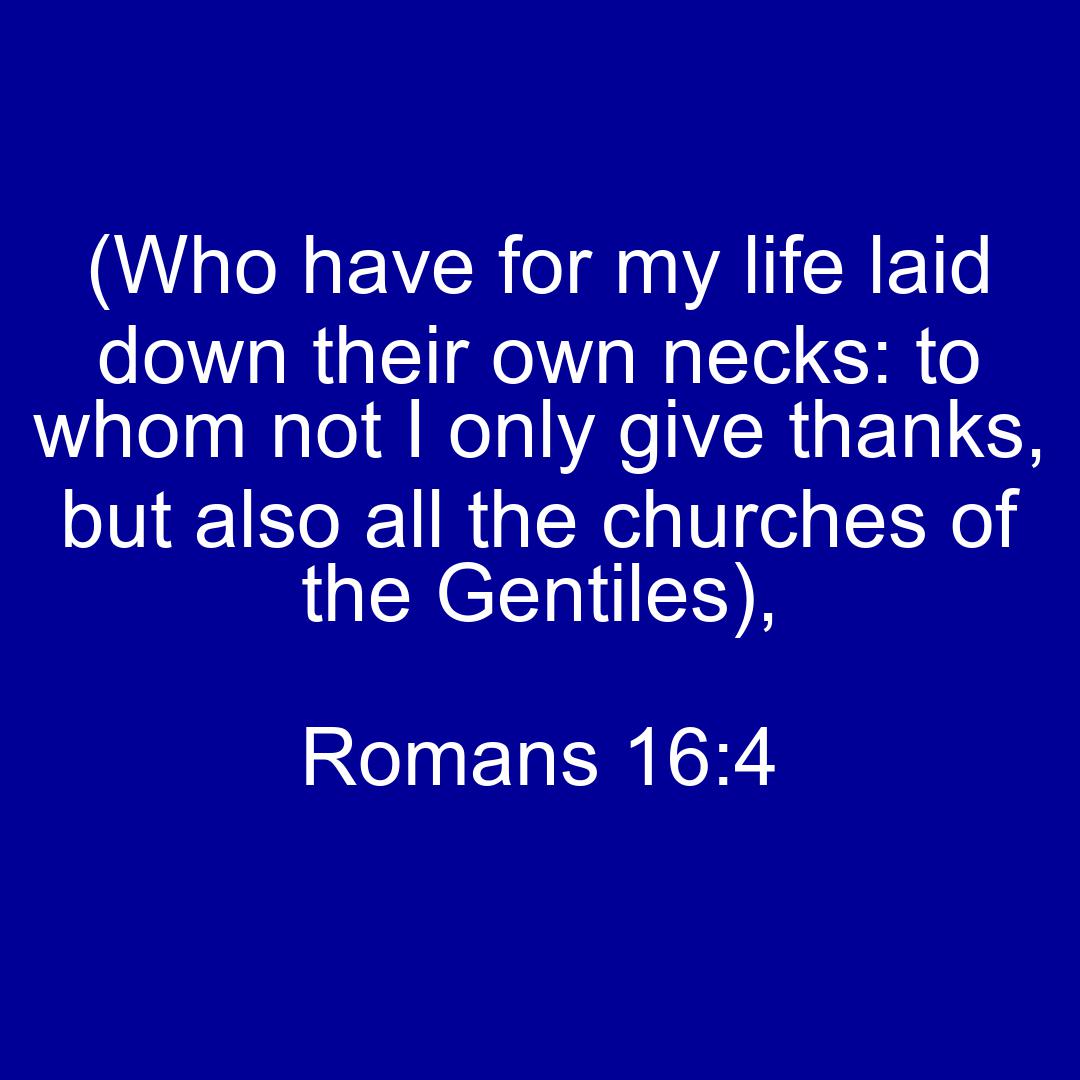 (Who have for my life laid
down their own necks: to
whom not I only give thanks,
but also all the churches of
the Gentiles),
Romans 16:4